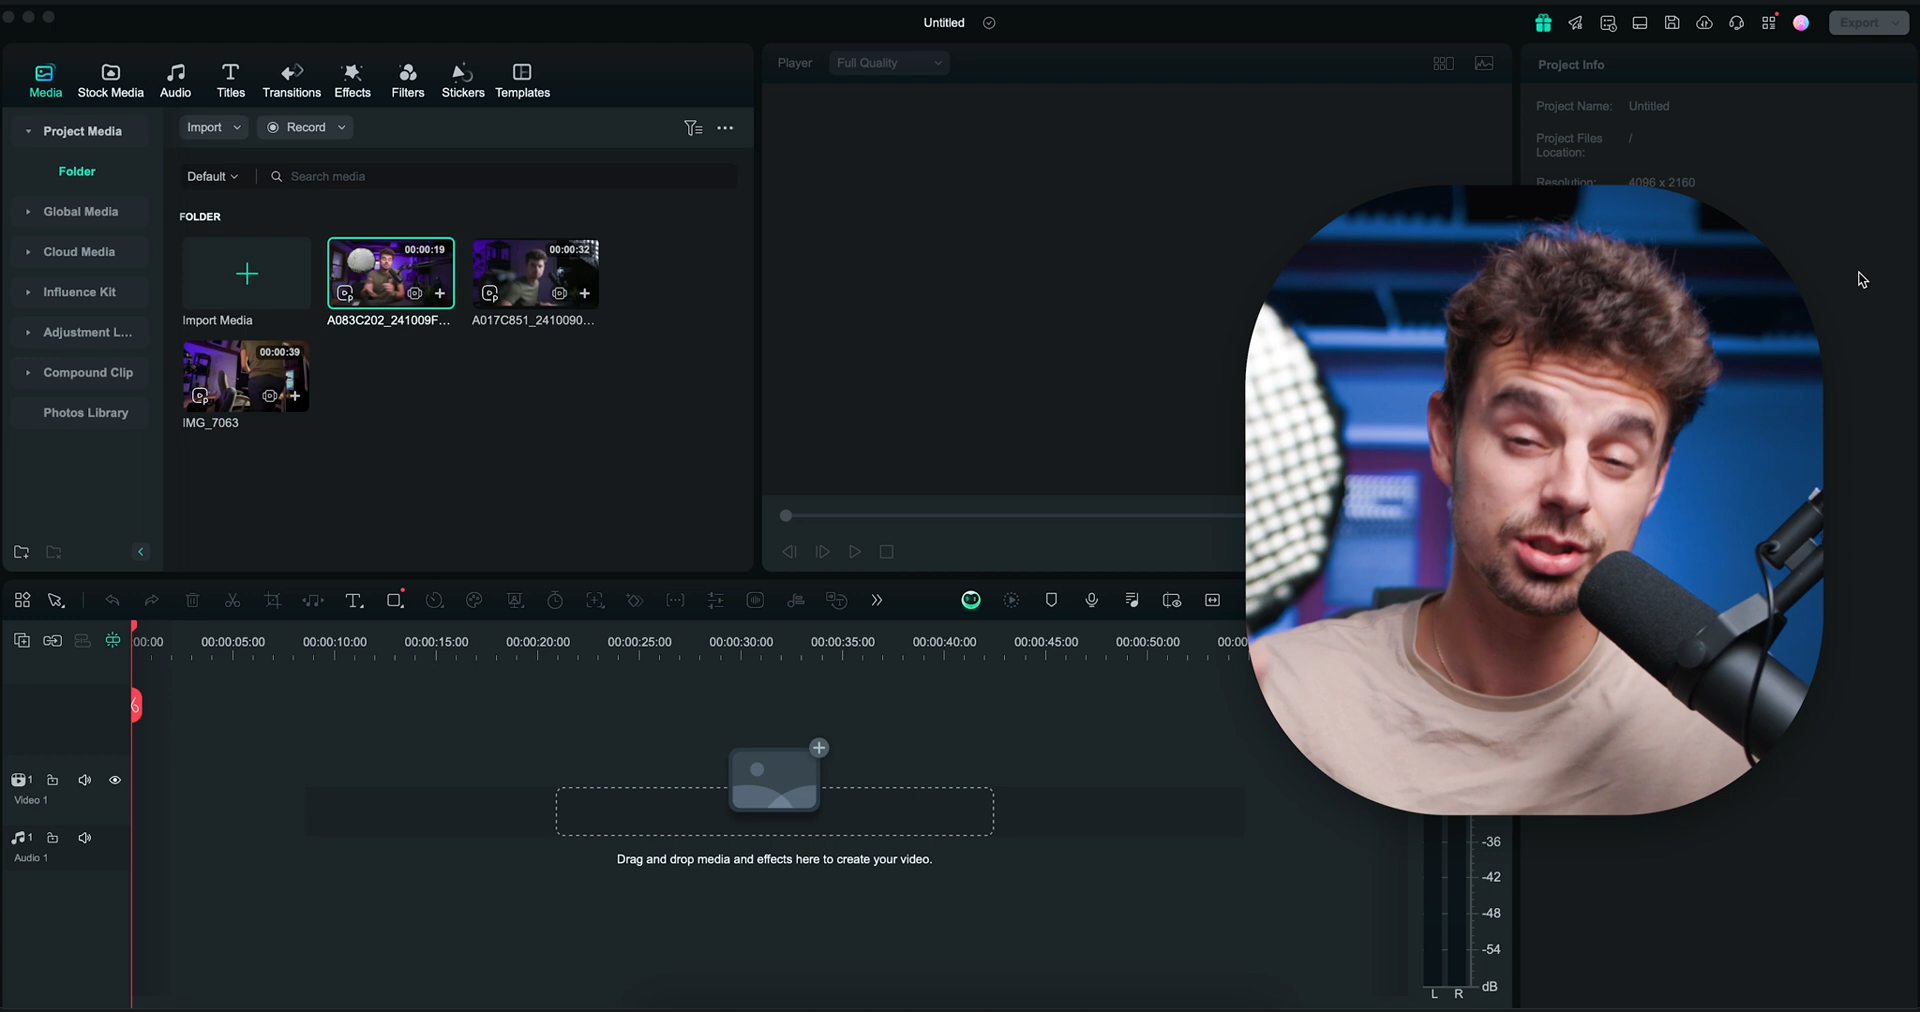 Untitled
Export
Media
Stock Media
Audio
Titles
Transitions
Effects
Filters
Stickers
Templates
Player
Full Quality
Project Info
Project Media
Folder
Global Media
Cloud Media
Influence Kit
Adjustment L...
Compound Clip
Photos Library
Import
Record
Default
Search media
FOLDER
Import Media
00:00:19
A083C202_241009F...
00:00:32
A017C851_2410090...
00:00:39
IMG_7063
Project Name: Untitled
Project Files /
Location:
Resolution: 4096 x 2160
00:00
00:00:05:00
00:00:10:00
00:00:15:00
00:00:20:00
00:00:25:00
00:00:30:00
00:00:35:00
00:00:40:00
00:00:45:00
00:00:50:00
00:00
1
Video 1
1
Audio 1
Drag and drop media and effects here to create your video.
-36
-42
-48
-54
dB
L R